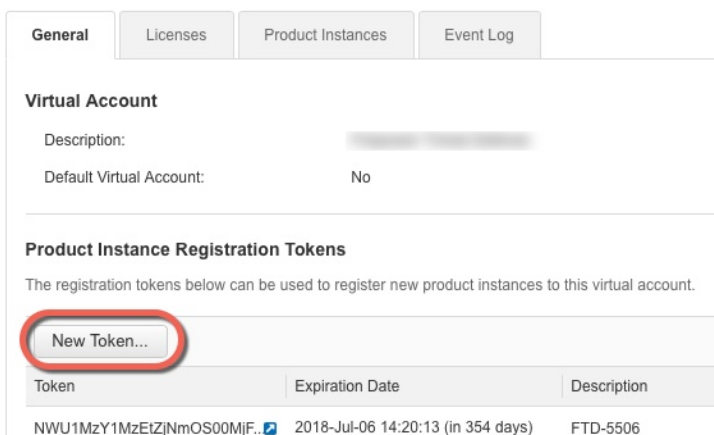 General Licenses Product Instances Event Log
Virtual Account
Description:
Default Virtual Account: No
Product Instance Registration Tokens
The registration tokens below can be used to register new product instances to this virtual account.
New Token...
Token Expiration Date Description
NWU1MzY1MzEtZjNmOS00MjF... 2018-Jul-06 14:20:13 (in 354 days) FTD-5506